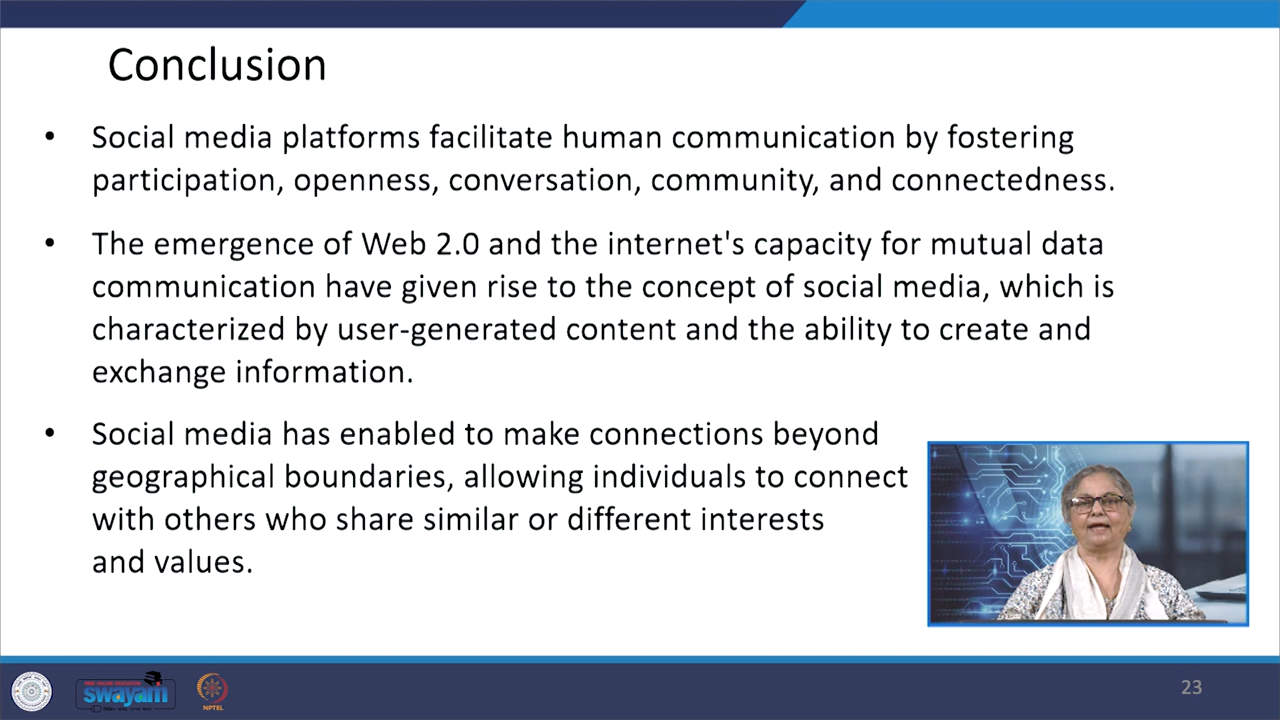 Conclusion
• Social media platforms facilitate human communication by fostering
participation, openness, conversation, community, and connectedness.
• The emergence of Web 2.0 and the internet's capacity for mutual data
communication have given rise to the concept of social media, which is
characterized by user-generated content and the ability to create and
exchange information.
• Social media has enabled to make connections beyond
geographical boundaries, allowing individuals to connect
with others who share similar or different interests
and values.
FREE ONLINE EDUCATION
swayam
NPTEL
23